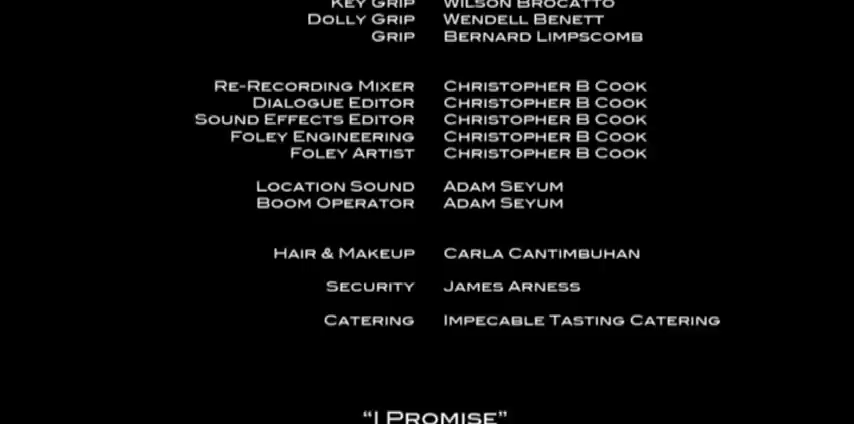 Key Grip Wilson Brocatto
Dolly Grip Wendell Benett
Grip Bernard Limpscomb
Re-Recording Mixer Christopher B Cook
Dialogue Editor Christopher B Cook
Sound Effects Editor Christopher B Cook
Foley Engineering Christopher B Cook
Foley Artist Christopher B Cook
Location Sound Adam Seyum
Boom Operator Adam Seyum
Hair & Makeup Carla Cantimbuhan
Security James Arness
Catering Impecable Tasting Catering
“I Promise”